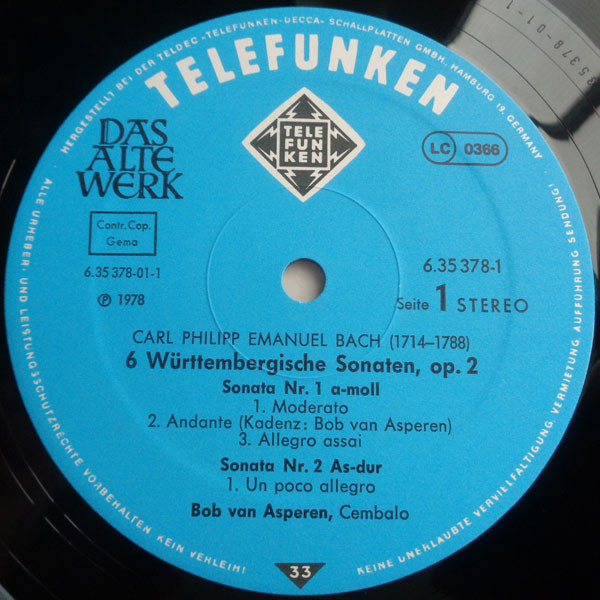 HERGESTELLT BEI DER TELDEC »TELEFUNKEN-DECCA« SCHALLPLATTEN GMBH, HAMBURG 19, GERMANY
TELEFUNKEN
DAS
ALTE
WERK
TELE
FUN
KEN
LC 0366
Contr. Cop.
Gema
6.35 378-01-1
℗ 1978
6.35 378-1
Seite 1 STEREO
CARL PHILIPP EMANUEL BACH (1714–1788)
6 Württembergische Sonaten, op. 2
Sonata Nr. 1 a-moll
1. Moderato
2. Andante (Kadenz: Bob van Asperen)
3. Allegro assai
Sonata Nr. 2 As-dur
1. Un poco allegro
Bob van Asperen, Cembalo
ALLE URHEBER- UND LEISTUNGSSCHUTZRECHTE VORBEHALTEN KEIN VERLEIH!
33
KEINE UNERLAUBTE VERVIELFÄLTIGUNG, VERMIETUNG, AUFFÜHRUNG, SENDUNG!
5378-01-1